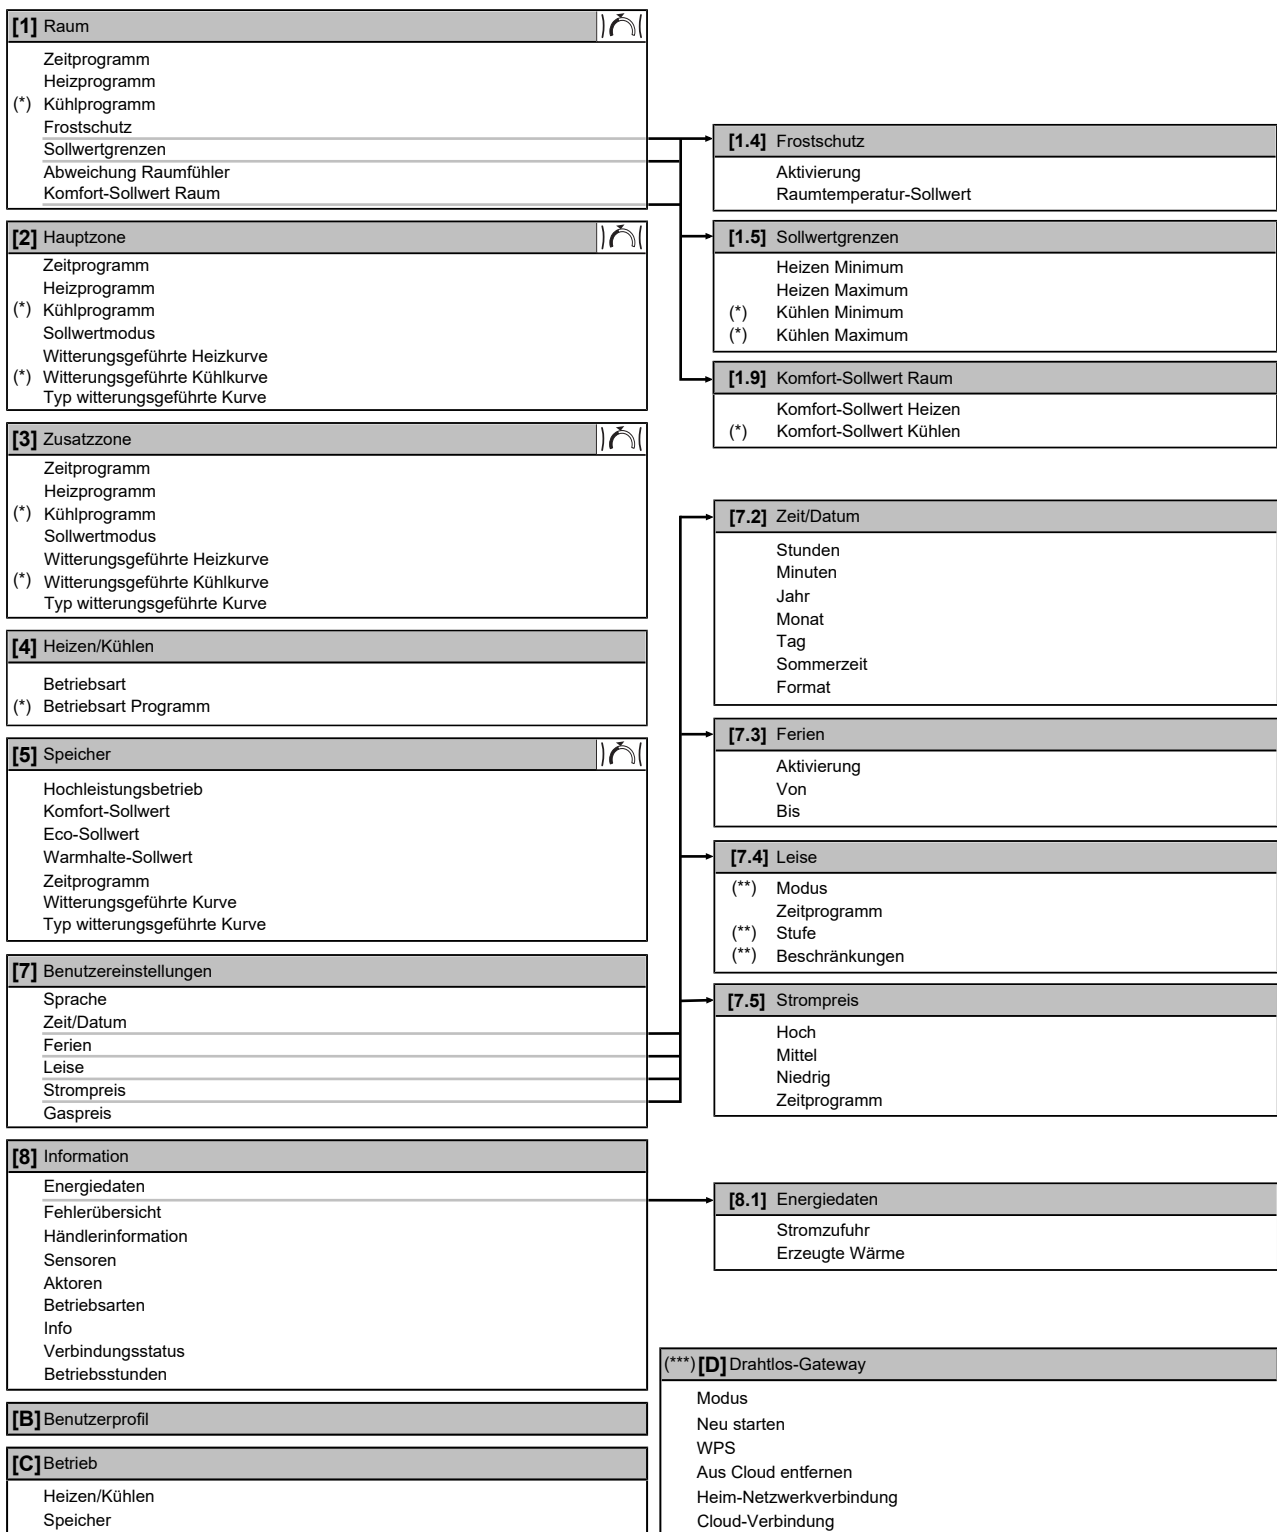 [1] Raum
Zeitprogramm
Heizprogramm
(*) Kühlprogramm
Frostschutz
Sollwertgrenzen
Abweichung Raumfühler
Komfort-Sollwert Raum
[2] Hauptzone
Zeitprogramm
Heizprogramm
(*) Kühlprogramm
Sollwertmodus
Witterungsgeführte Heizkurve
(*) Witterungsgeführte Kühlkurve
Typ witterungsgeführte Kurve
[3] Zusatzzone
Zeitprogramm
Heizprogramm
(*) Kühlprogramm
Sollwertmodus
Witterungsgeführte Heizkurve
(*) Witterungsgeführte Kühlkurve
Typ witterungsgeführte Kurve
[4] Heizen/Kühlen
Betriebsart
(*) Betriebsart Programm
[5] Speicher
Hochleistungsbetrieb
Komfort-Sollwert
Eco-Sollwert
Warmhalte-Sollwert
Zeitprogramm
Witterungsgeführte Kurve
Typ witterungsgeführte Kurve
[7] Benutzereinstellungen
Sprache
Zeit/Datum
Ferien
Leise
Strompreis
Gaspreis
[8] Information
Energiedaten
Fehlerübersicht
Händlerinformation
Sensoren
Aktoren
Betriebsarten
Info
Verbindungsstatus
Betriebsstunden
[B] Benutzerprofil
[C] Betrieb
Heizen/Kühlen
Speicher
[1.4] Frostschutz
Aktivierung
Raumtemperatur-Sollwert
[1.5] Sollwertgrenzen
Heizen Minimum
Heizen Maximum
(*) Kühlen Minimum
(*) Kühlen Maximum
[1.9] Komfort-Sollwert Raum
Komfort-Sollwert Heizen
(*) Komfort-Sollwert Kühlen
[7.2] Zeit/Datum
Stunden
Minuten
Jahr
Monat
Tag
Sommerzeit
Format
[7.3] Ferien
Aktivierung
Von
Bis
[7.4] Leise
(**) Modus
Zeitprogramm
(**) Stufe
(**) Beschränkungen
[7.5] Strompreis
Hoch
Mittel
Niedrig
Zeitprogramm
[8.1] Energiedaten
Stromzufuhr
Erzeugte Wärme
(***) [D] Drahtlos-Gateway
Modus
Neu starten
WPS
Aus Cloud entfernen
Heim-Netzwerkverbindung
Cloud-Verbindung